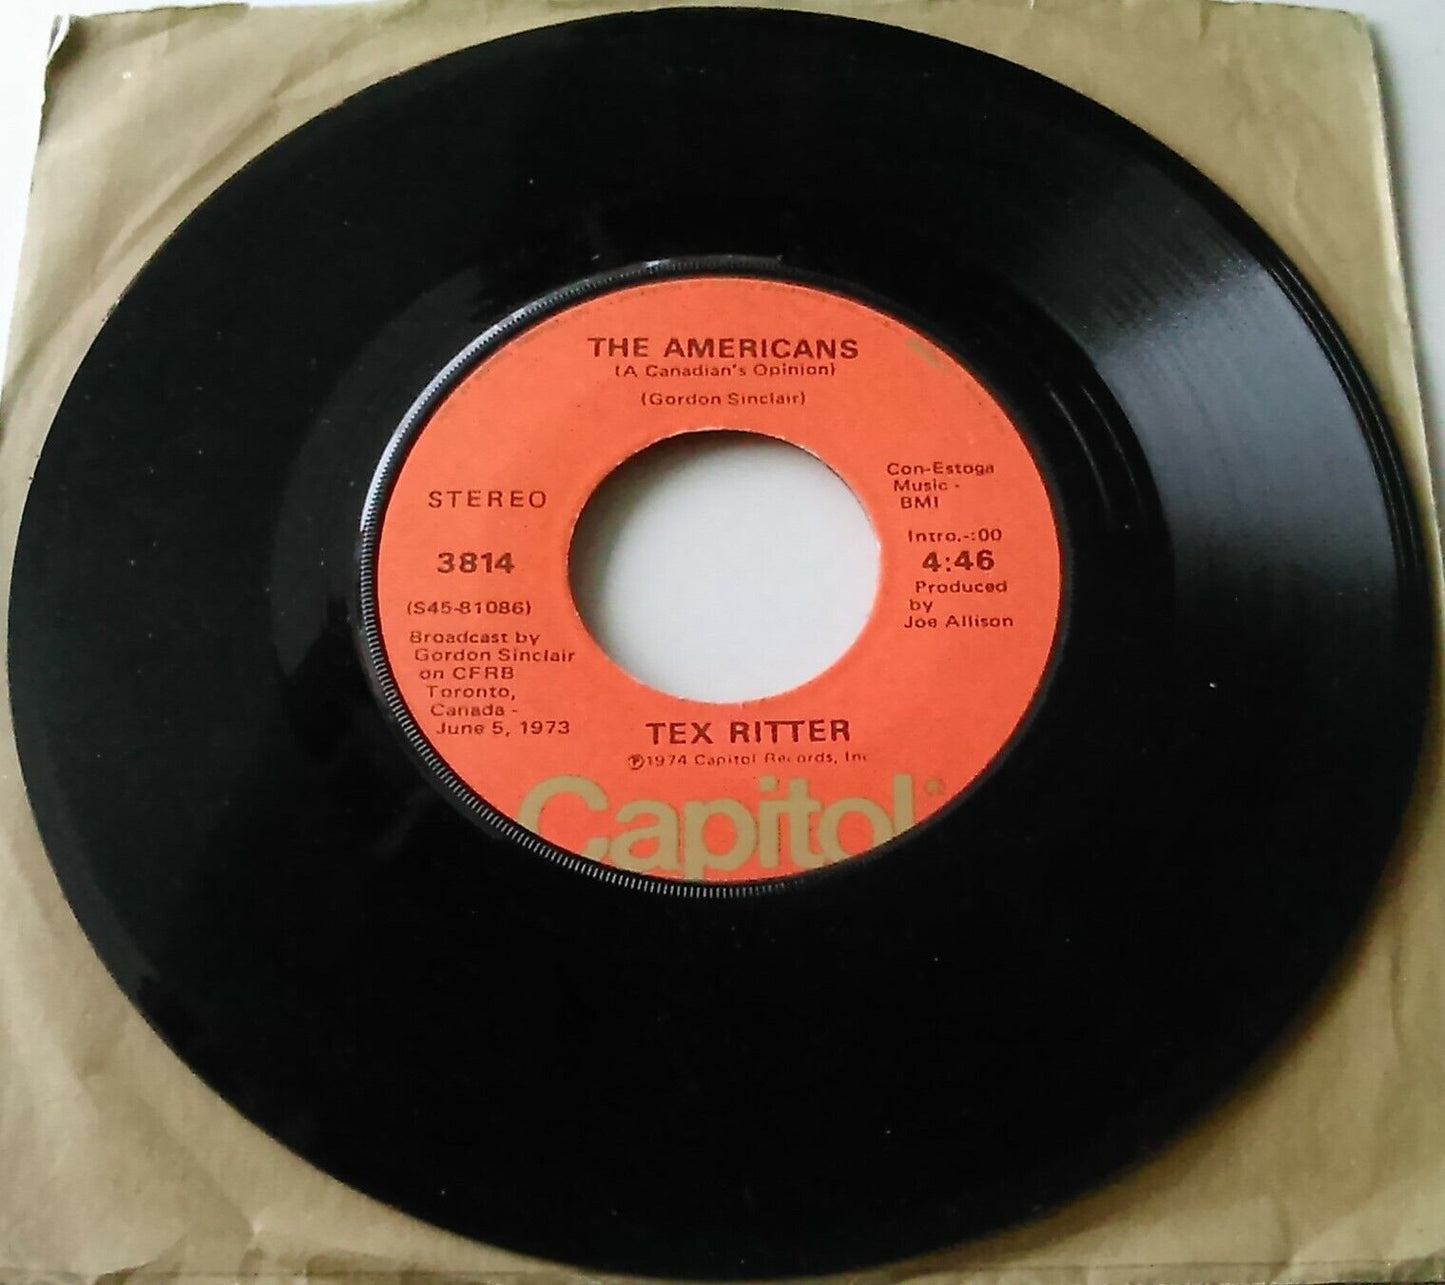 THE AMERICANS
(A Canadian's Opinion)
(Gordon Sinclair)
STEREO
3814
(S45-81086)
Broadcast by
Gordon Sinclair
on CFRB
Toronto,
Canada -
June 5, 1973
Con-Estoga
Music -
BMI
Intro.-:00
4:46
Produced
by
Joe Allison
TEX RITTER
℗1974 Capitol Records, Inc
Capitol®